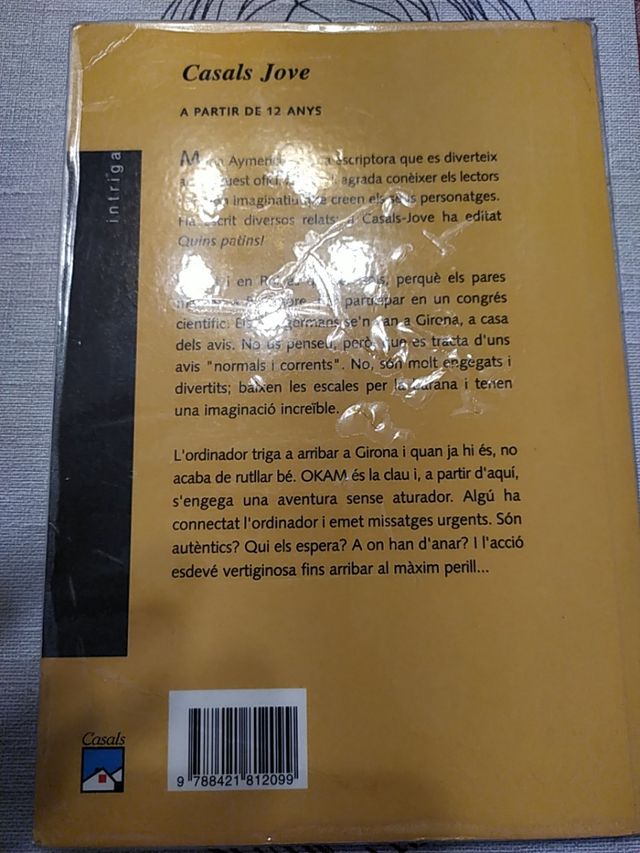 Casals Jove
A PARTIR DE 12 ANYS
intriga
Aymeri escriptora que es diverteix
agrada conèixer els lectors
creen els seus personatges.
Ha escrit diversos relats; a Casals-Jove ha editat
Quins patins!
i en perquè els pares
participar en un congrés
científic. germans se'n van a Girona, a casa
dels avis. No us penseu, però, que es tracta d'uns
avis "normals i corrents". No, són molt engegats i
divertits; baixen les escales per la barana i tenen
una imaginació increïble.
L'ordinador triga a arribar a Girona i quan ja hi és, no
acaba de rutllar bé. OKAM és la clau i, a partir d'aquí,
s'engega una aventura sense aturador. Algú ha
connectat l'ordinador i emet missatges urgents. Són
autèntics? Qui els espera? A on han d'anar? I l'acció
esdevé vertiginosa fins arribar al màxim perill...
Casals
9 788421 812099